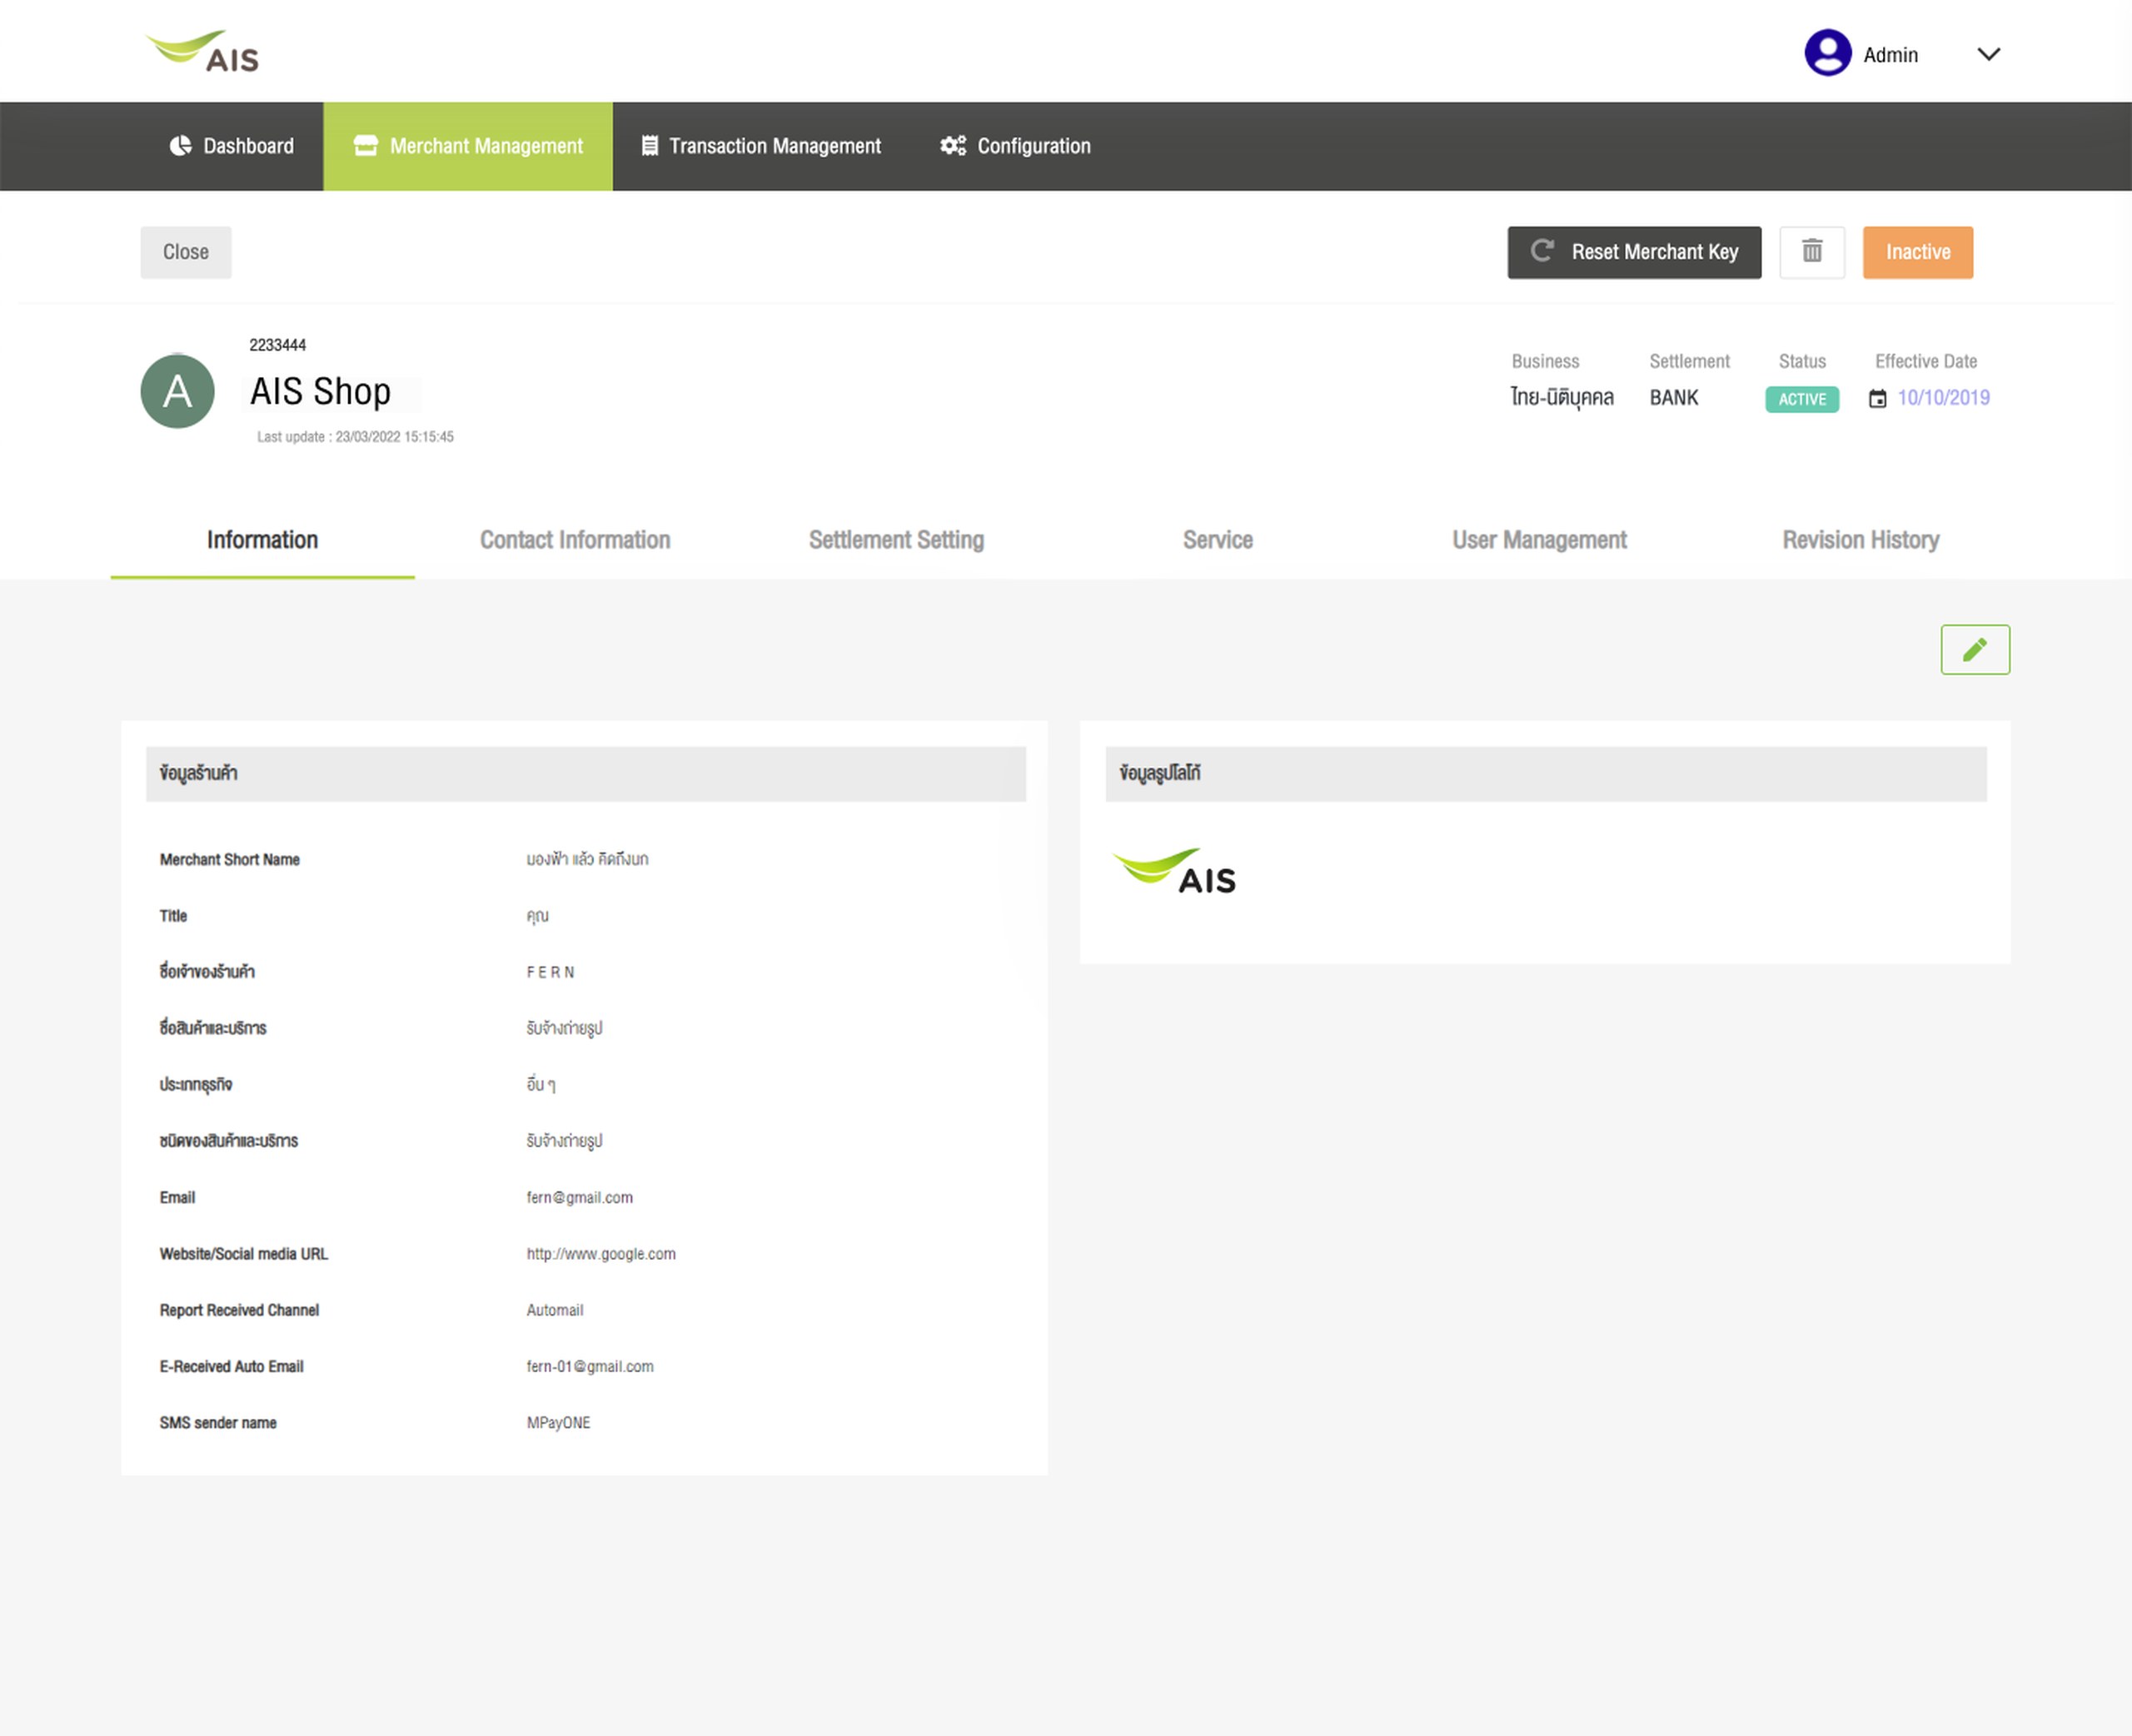 AIS
Admin
Dashboard
Merchant Management
Transaction Management
Configuration
Close
Reset Merchant Key
Inactive
2233444
A
AIS Shop
Last update : 23/03/2022 15:15:45
Business
Settlement
Status
Effective Date
ไทย-นิติบุคคล
BANK
ACTIVE
10/10/2019
Information
Contact Information
Settlement Setting
Service
User Management
Revision History
ข้อมูลร้านค้า
Merchant Short Name
มองฟ้า แล้ว คิดถึงนก
Title
คุณ
ชื่อเจ้าของร้านค้า
F E R N
ชื่อสินค้าและบริการ
รับจ้างถ่ายรูป
ประเภทธุรกิจ
อื่น ๆ
ชนิดของสินค้าและบริการ
รับจ้างถ่ายรูป
Email
fern@gmail.com
Website/Social media URL
http://www.google.com
Report Received Channel
Automail
E-Received Auto Email
fern-01@gmail.com
SMS sender name
MPayONE
ข้อมูลรูปโลโก้
AIS